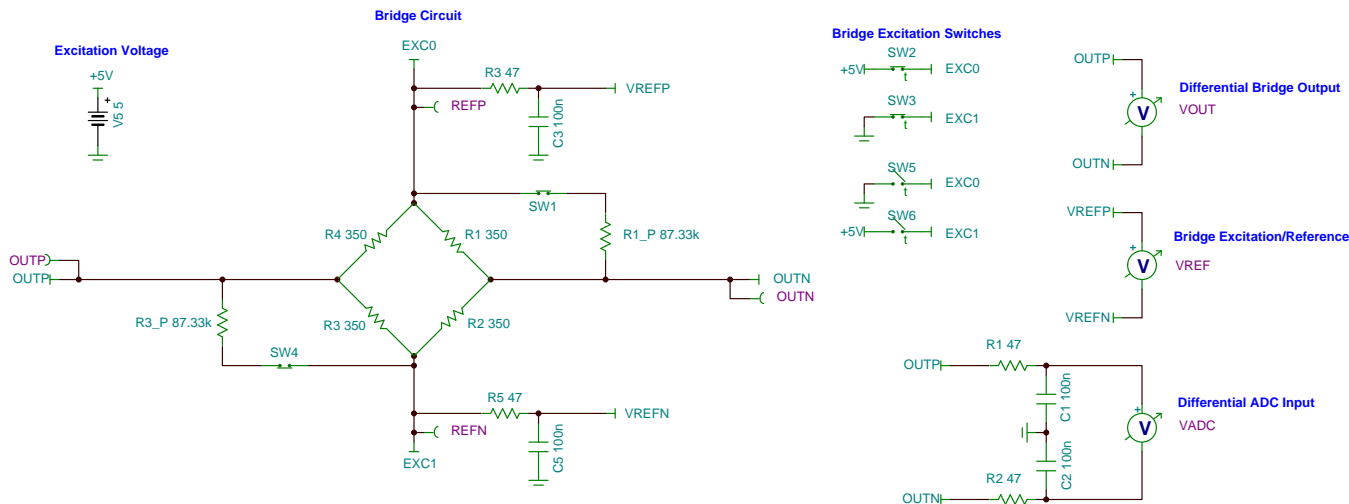 Bridge Circuit
Excitation Voltage
+5V
+
V5 5
EXC0
R3 47
VREFP
REFP
C3 100n
SW1
R4 350
R1 350
R1_P 87.33k
OUTP
OUTP
OUTN
OUTN
R3_P 87.33k
R3 350
R2 350
SW4
R5 47
VREFN
REFN
C5 100n
EXC1
Bridge Excitation Switches
SW2
+5V
t
EXC0
SW3
t
EXC1
SW5
t
EXC0
SW6
+5V
t
EXC1
OUTP
+
V
Differential Bridge Output
VOUT
OUTN
VREFP
+
V
Bridge Excitation/Reference
VREF
VREFN
R1 47
OUTP
C1 100n
+
V
Differential ADC Input
VADC
C2 100n
R2 47
OUTN